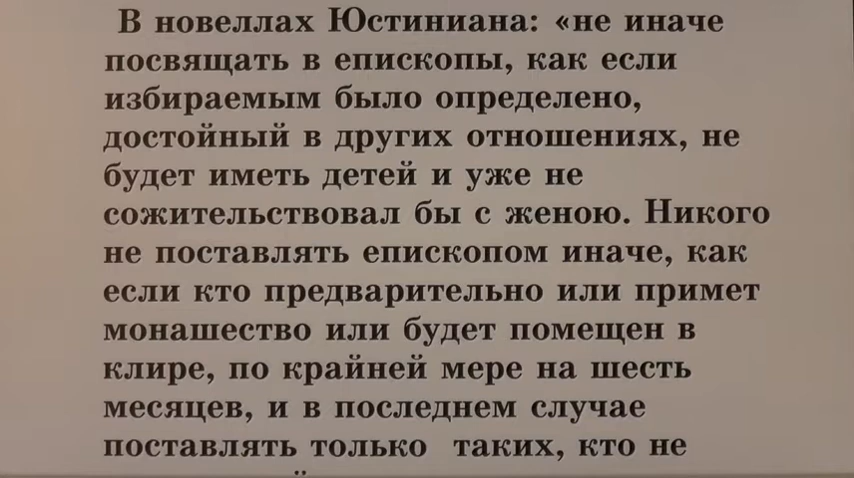 В новеллах Юстиниана: «не иначе
посвящать в епископы, как если
избираемым было определено,
достойный в других отношениях, не
будет иметь детей и уже не
сожительствовал бы с женою. Никого
не поставлять епископом иначе, как
если кто предварительно или примет
монашество или будет помещен в
клире, по крайней мере на шесть
месяцев, и в последнем случае
поставлять только таких, кто не